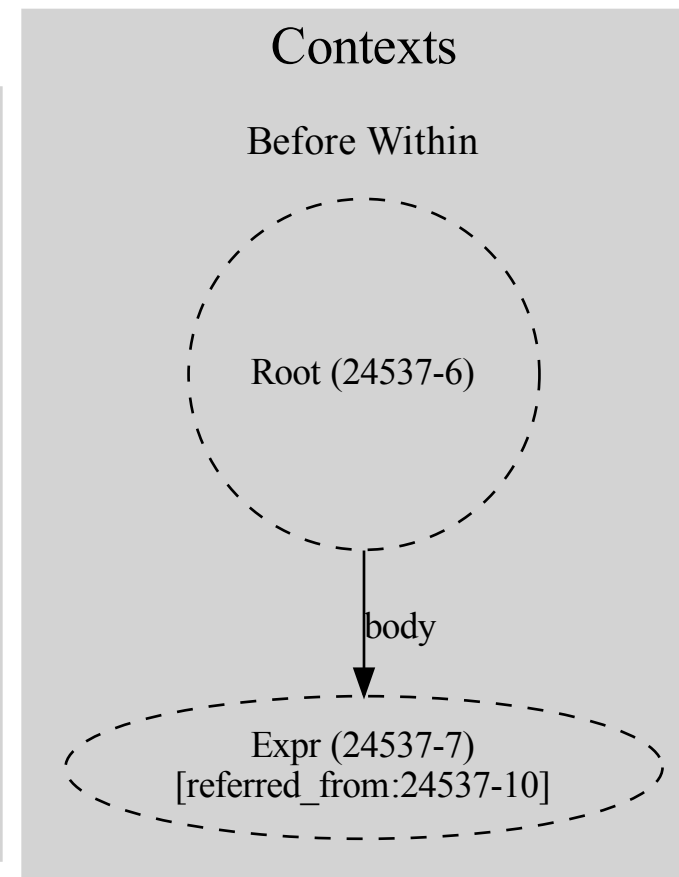 Contexts
Before Within
Root (24537-6)
body
Expr (24537-7)
[referred_from:24537-10]